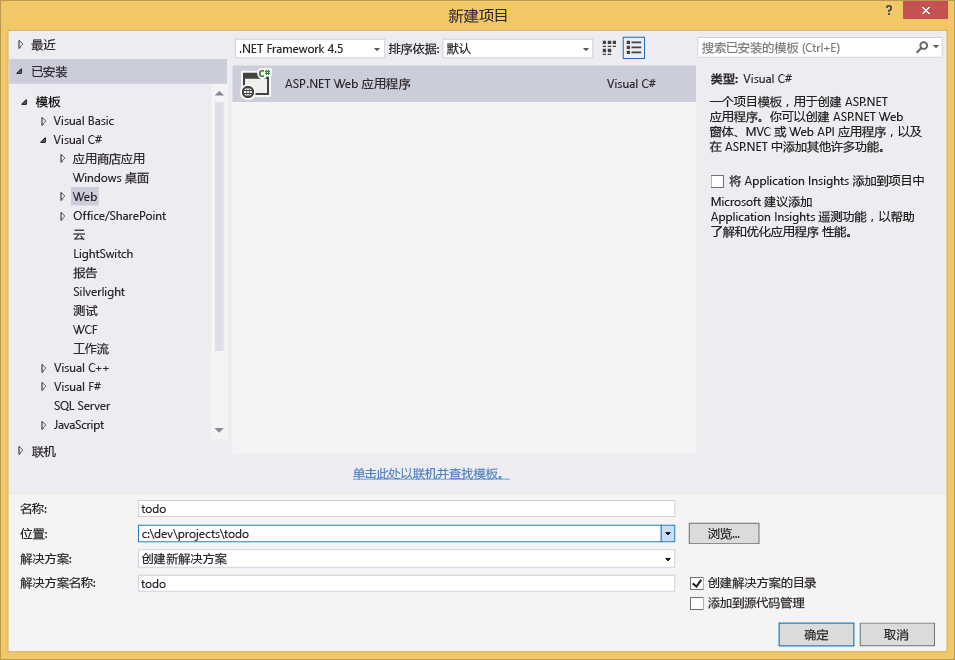 新建项目
?
最近
已安装
模板
Visual Basic
Visual C#
应用商店应用
Windows 桌面
Web
Office/SharePoint
云
LightSwitch
报告
Silverlight
测试
WCF
工作流
Visual C++
Visual F#
SQL Server
JavaScript
联机
.NET Framework 4.5
排序依据:
默认
C#
ASP.NET Web 应用程序
Visual C#
单击此处以联机并查找模板。
搜索已安装的模板 (Ctrl+E)
类型: Visual C#
一个项目模板，用于创建 ASP.NET
应用程序。你可以创建 ASP.NET Web
窗体、MVC 或 Web API 应用程序，以及
在 ASP.NET 中添加其他许多功能。
将 Application Insights 添加到项目中
Microsoft 建议添加
Application Insights 遥测功能，以帮助
了解和优化应用程序 性能。
名称:
todo
位置:
c:\dev\projects\todo
浏览...
解决方案:
创建新解决方案
解决方案名称:
todo
创建解决方案的目录
添加到源代码管理
确定
取消